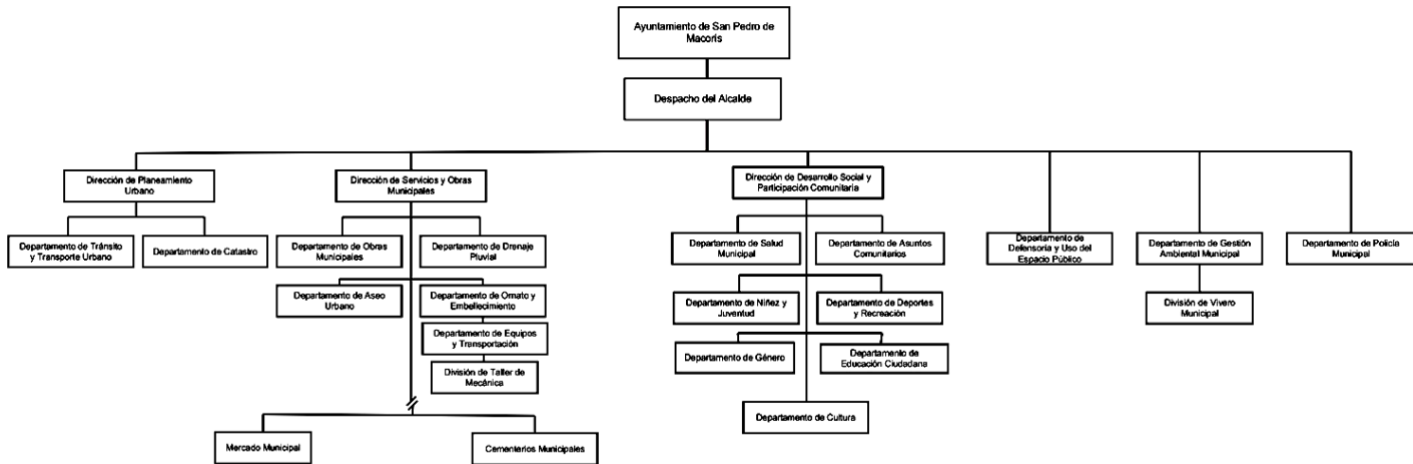 Ayuntamiento de San Pedro de
Macorís
Despacho del Alcalde
Dirección de Planeamiento
Urbano
Dirección de Servicios y Obras
Municipales
Dirección de Desarrollo Social y
Participación Comunitaria
Departamento de Tránsito
y Transporte Urbano
Departamento de Catastro
Departamento de Obras
Municipales
Departamento de Drenaje
Pluvial
Departamento de Salud
Municipal
Departamento de Asuntos
Comunitarios
Departamento de
Defensoría y Uso del
Espacio Público
Departamento de Gestión
Ambiental Municipal
Departamento de Policía
Municipal
Departamento de Aseo
Urbano
Departamento de Ornato y
Embellecimiento
Departamento de Niñez y
Juventud
Departamento de Deportes
y Recreación
División de Vivero
Municipal
Departamento de Equipos
y Transportación
Departamento de Género
Departamento de
Educación Ciudadana
División de Taller de
Mecánica
Departamento de Cultura
Mercado Municipal
Cementerios Municipales